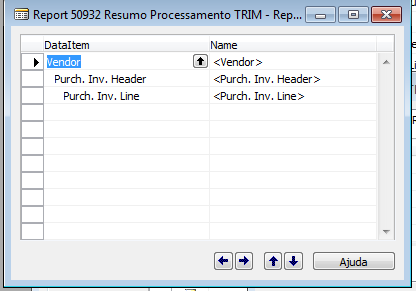 Report 50932 Resumo Processamento TRIM - Rep...
DataItem Name
Vendor <Vendor>
Purch. Inv. Header <Purch. Inv. Header>
Purch. Inv. Line <Purch. Inv. Line>
Ajuda